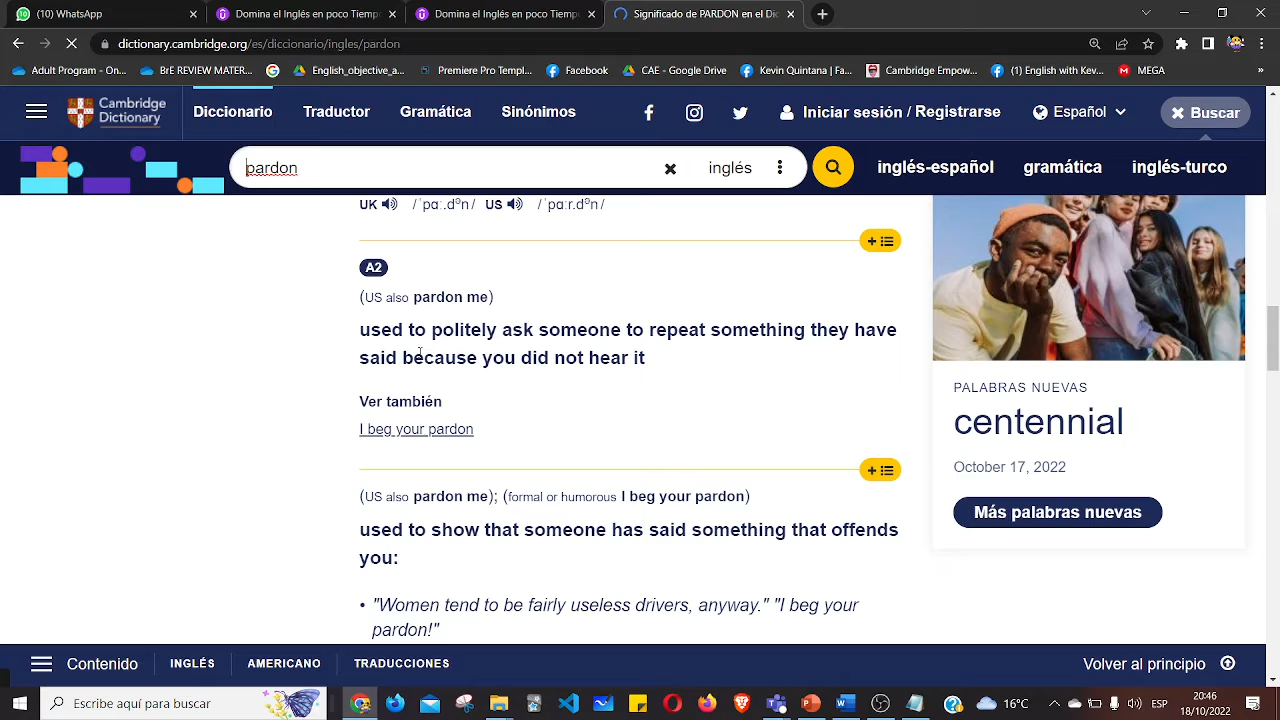 (10) WhatsApp
Domina el Inglés en poco Tiempo
Domina el Inglés en poco Tiempo
Significado de PARDON en el Dic
dictionary.cambridge.org/es/diccionario/ingles/pardon
Adult Program - On...
BrE REVIEW MATER...
English_objective_a...
Premiere Pro Tutorial...
Facebook
CAE - Google Drive
Kevin Quintana | Fa...
Cambridge Empow...
(1) English with Kev...
MEGA
»
Cambridge
Dictionary
Diccionario
Traductor
Gramática
Sinónimos
Iniciar sesión / Registrarse
Español
Buscar
pardon
inglés
inglés-español
gramática
inglés-turco
UK /ˈpɑː.dᵊn/ US /ˈpɑːr.dᵊn/
A2
(US also pardon me)
used to politely ask someone to repeat something they have
said because you did not hear it
Ver también
I beg your pardon
(US also pardon me); (formal or humorous I beg your pardon)
used to show that someone has said something that offends
you:
• "Women tend to be fairly useless drivers, anyway." "I beg your
pardon!"
PALABRAS NUEVAS
centennial
October 17, 2022
Más palabras nuevas
Contenido
INGLÉS
AMERICANO
TRADUCCIONES
Volver al principio
Escribe aquí para buscar
16°C
ESP
20:46
18/10/2022